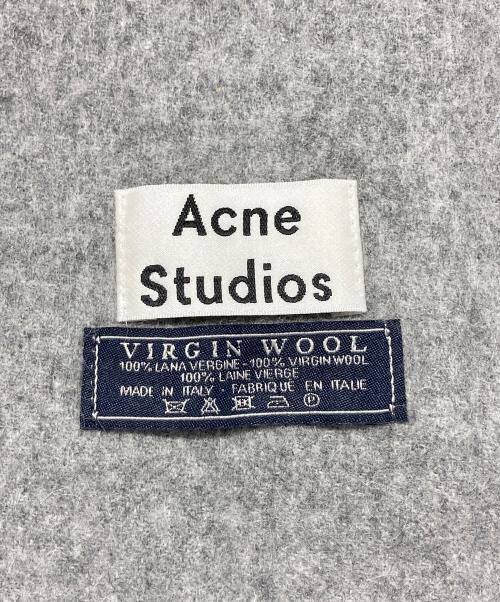 Acne
Studios
VIRGIN WOOL
100% LANA VERGINE - 100% VIRGIN WOOL
100% LAINE VIERGE
MADE IN ITALY · FABRIQUÉ EN ITALIE
P